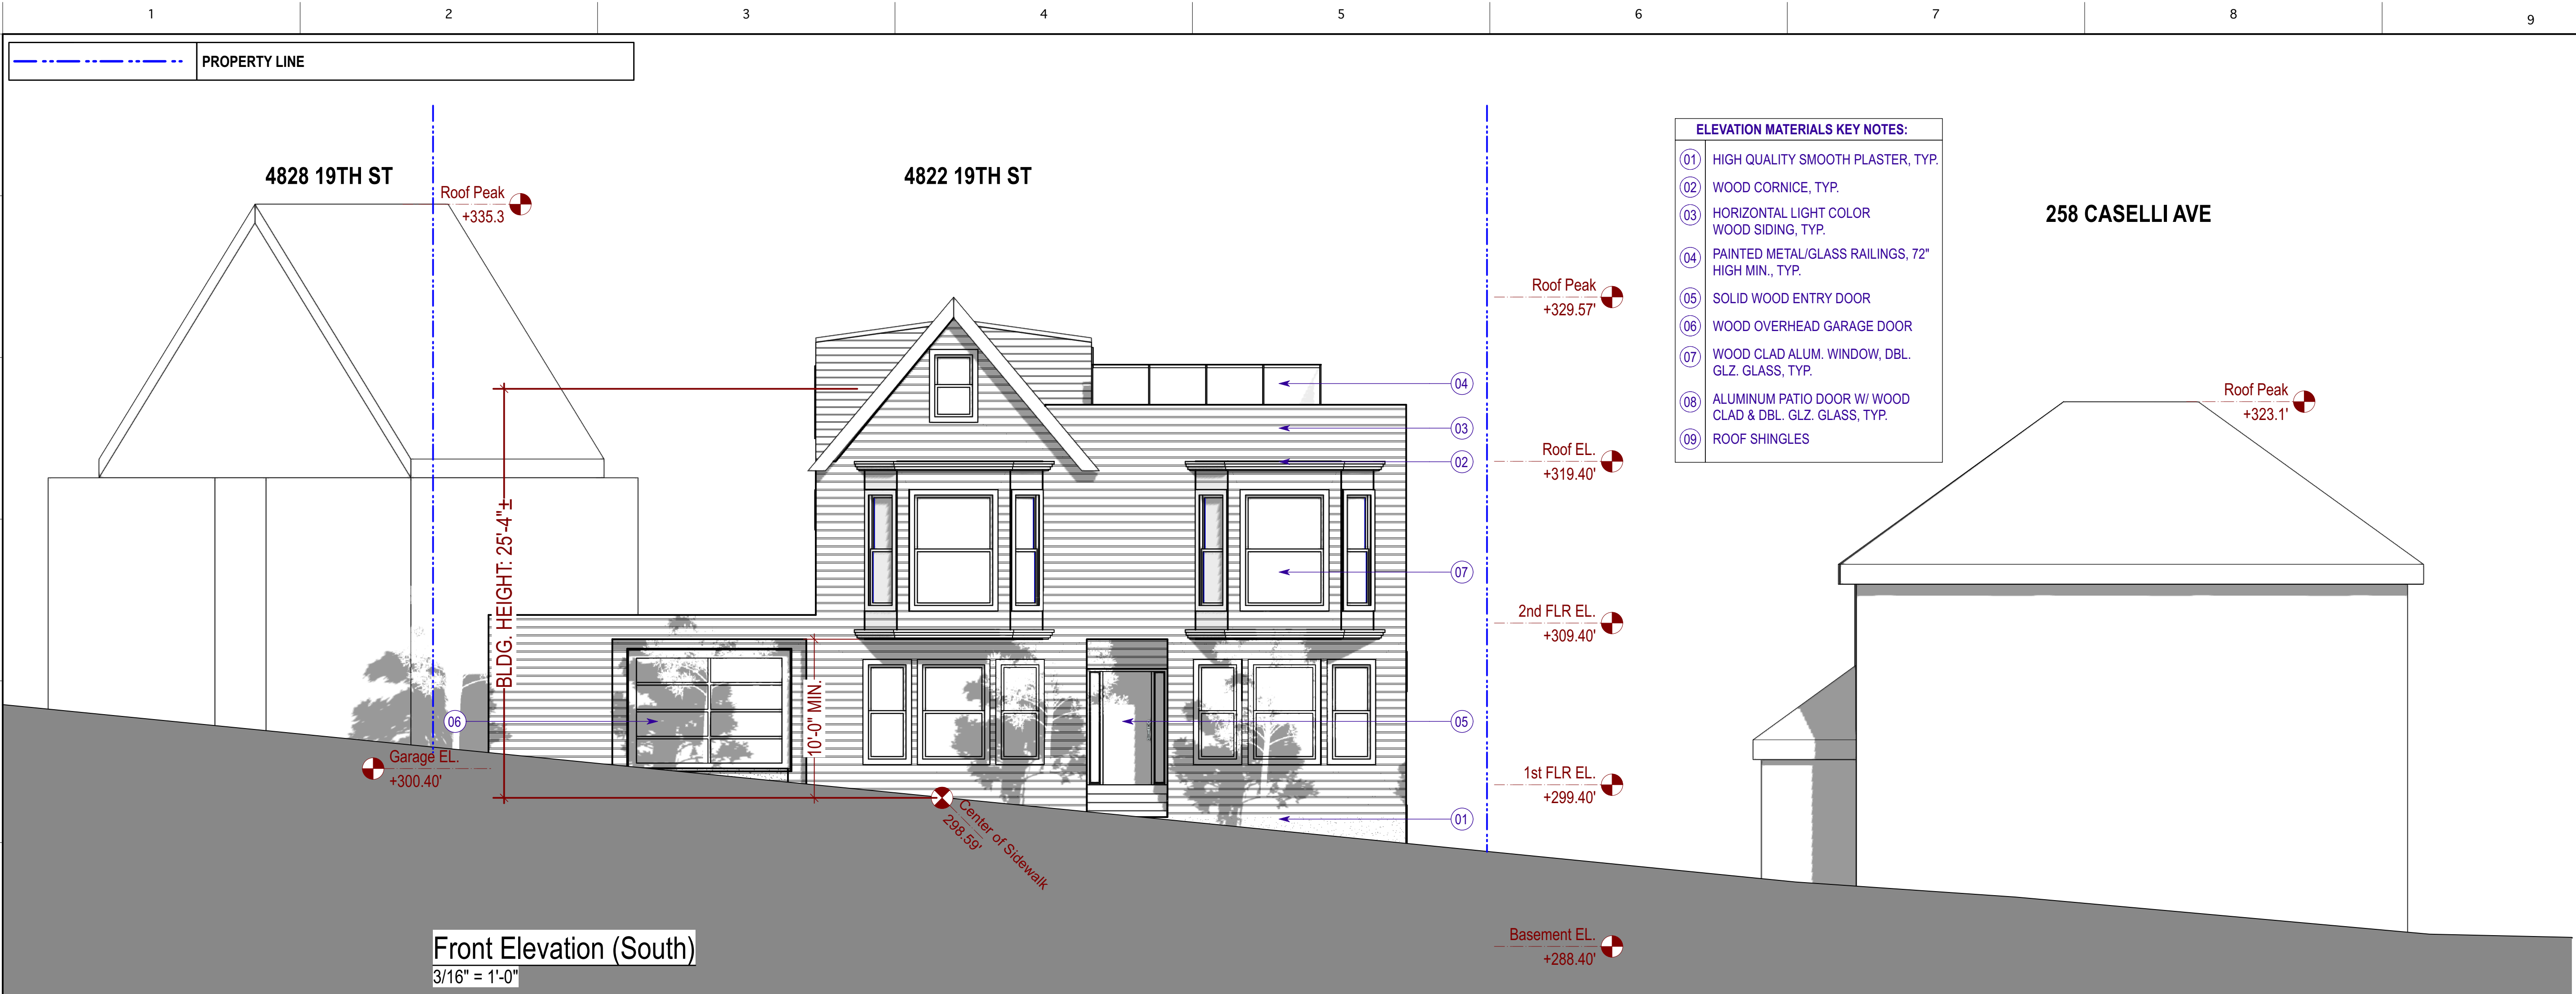 1 2 3 4 5 6 7 8 9
PROPERTY LINE
4828 19TH ST
4822 19TH ST
258 CASELLI AVE
Roof Peak
+335.3
ELEVATION MATERIALS KEY NOTES:
01 HIGH QUALITY SMOOTH PLASTER, TYP.
02 WOOD CORNICE, TYP.
03 HORIZONTAL LIGHT COLOR
WOOD SIDING, TYP.
04 PAINTED METAL/GLASS RAILINGS, 72"
HIGH MIN., TYP.
05 SOLID WOOD ENTRY DOOR
06 WOOD OVERHEAD GARAGE DOOR
07 WOOD CLAD ALUM. WINDOW, DBL.
GLZ. GLASS, TYP.
08 ALUMINUM PATIO DOOR W/ WOOD
CLAD & DBL. GLZ. GLASS, TYP.
09 ROOF SHINGLES
Roof Peak
+329.57'
04
03
02
07
05
01
06
Roof EL.
+319.40'
2nd FLR EL.
+309.40'
1st FLR EL.
+299.40'
Basement EL.
+288.40'
Roof Peak
+323.1'
BLDG. HEIGHT: 25'-4"±
10'-0" MIN.
Garage EL.
+300.40'
Center of Sidewalk
298.59'
Front Elevation (South)
3/16" = 1'-0"